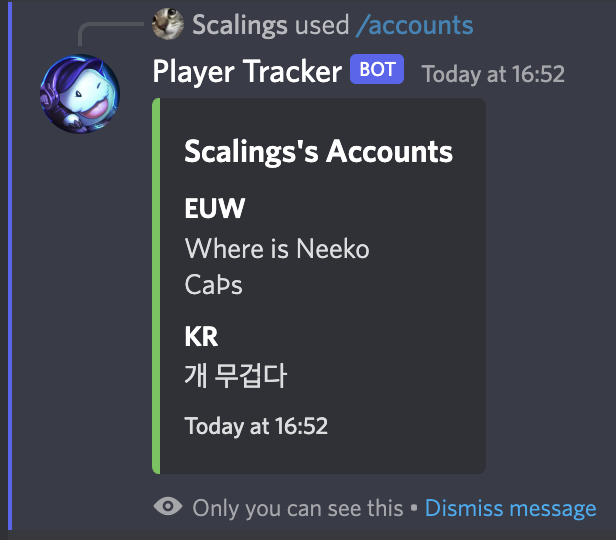 Scalings used /accounts
Player Tracker BOT Today at 16:52
Scalings's Accounts
EUW
Where is Neeko
CaÞs
KR
개 무겁다
Today at 16:52
Only you can see this • Dismiss message